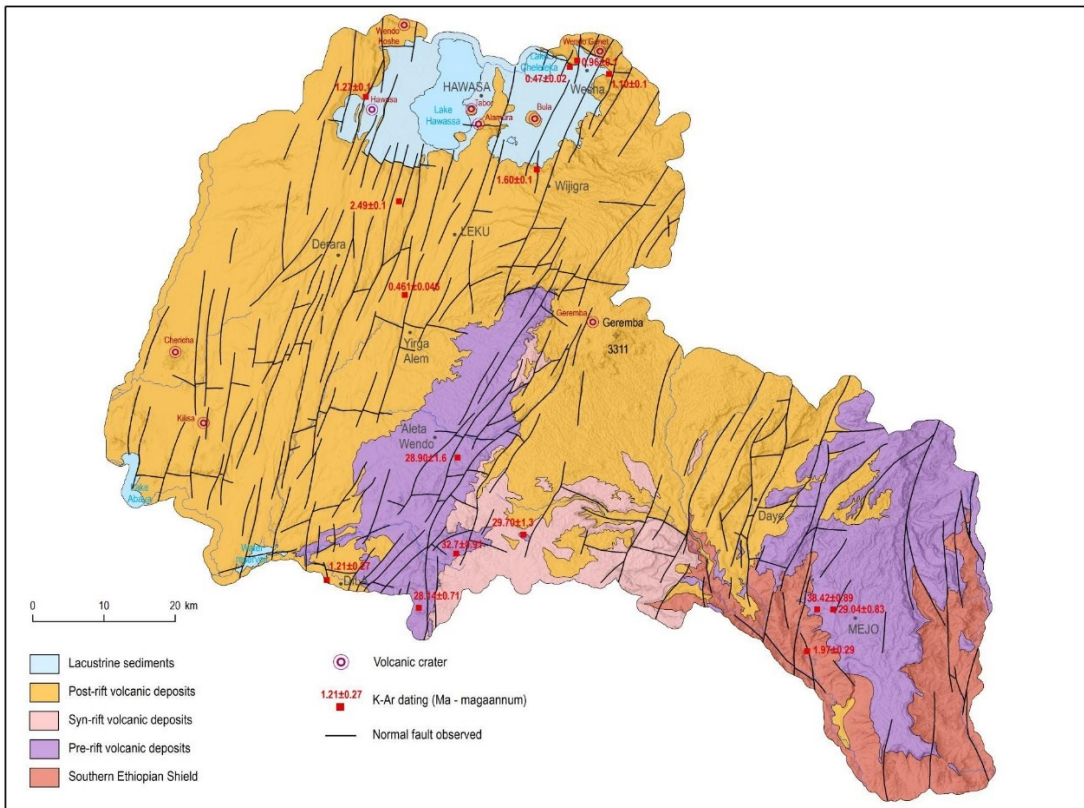 Wendo
Koshe
Wendo Genet
Lake
Cheleleka
0.96±0.1
0.47±0.02
Wesha
1.10±0.1
1.27±0.1
Hawasa
HAWASA
Tabor
Lake
Hawassa
Alamura
Bula
1.60±0.1
Wijigra
2.49±0.1
LEKU
Derara
0.461±0.045
Geremba
Geremba
3311
Yirga
Alem
Chericha
Kilisa
Aleta
Wendo
28.90±1.6
Lake
Abaya
Daye
29.70±1.3
32.7±0.91
1.21±0.27
DILA
28.14±0.71
38.42±0.89
29.04±0.83
MEJO
1.97±0.29
0 10 20 km
Lacustrine sediments
Post-rift volcanic deposits
Syn-rift volcanic deposits
Pre-rift volcanic deposits
Southern Ethiopian Shield
Volcanic crater
1.21±0.27
K-Ar dating (Ma - magaannum)
Normal fault observed